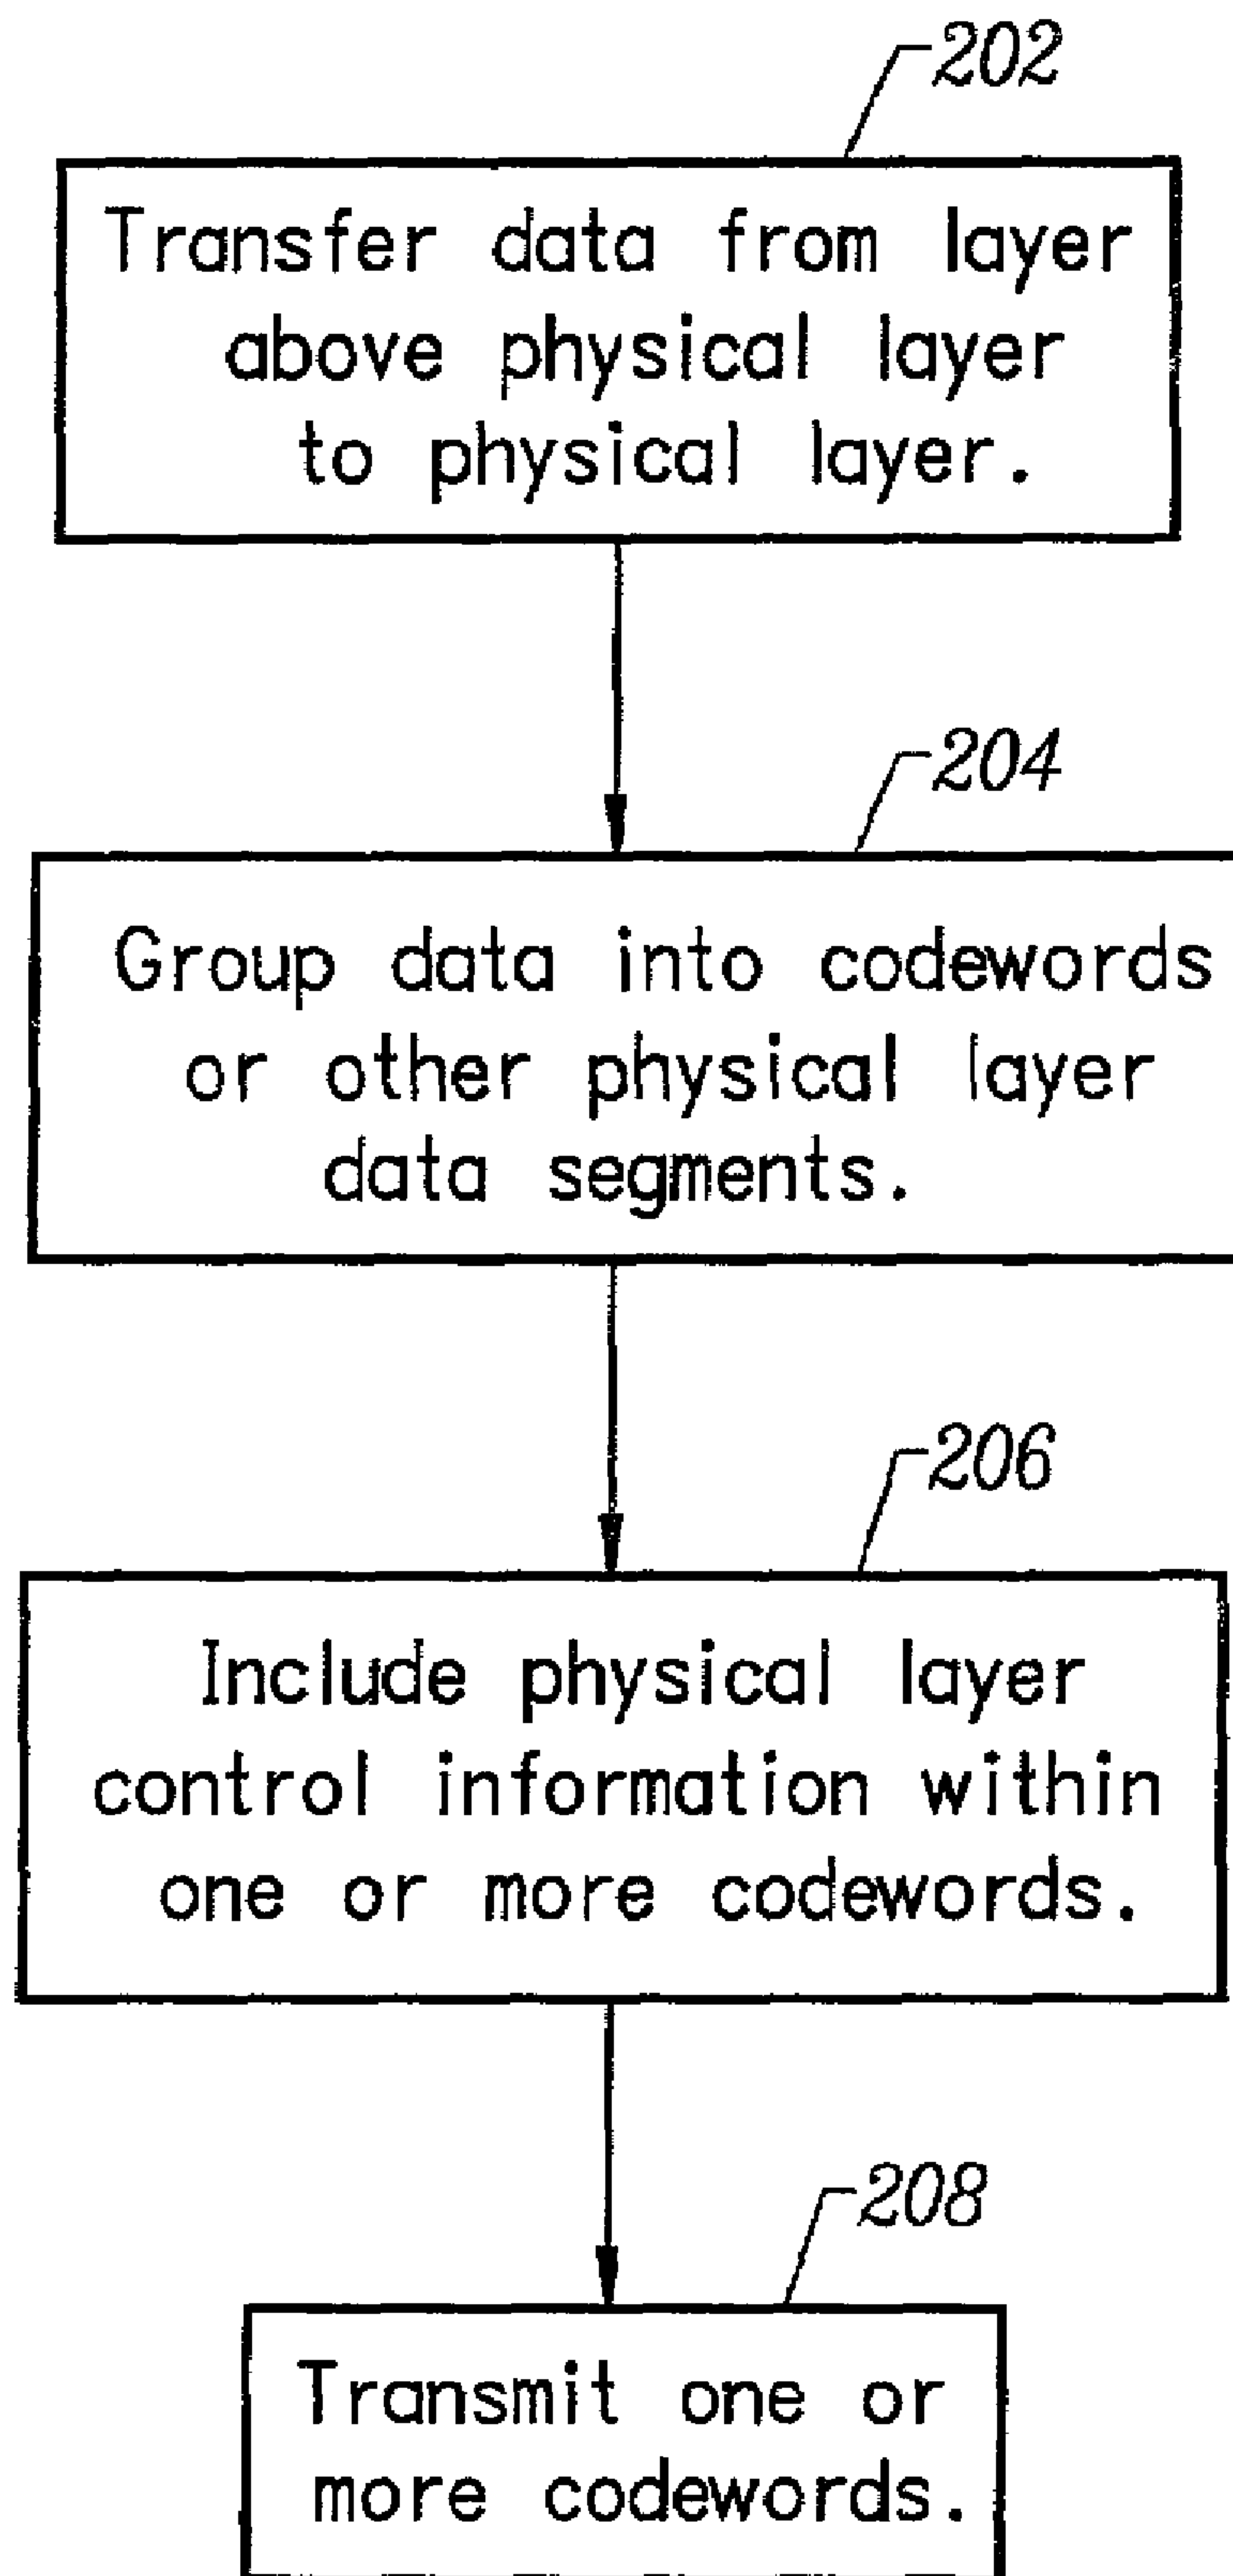 202
Transfer data from layer
above physical layer
to physical layer.
204
Group data into codewords
or other physical layer
data segments.
206
Include physical layer
control information within
one or more codewords.
208
Transmit one or
more codewords.